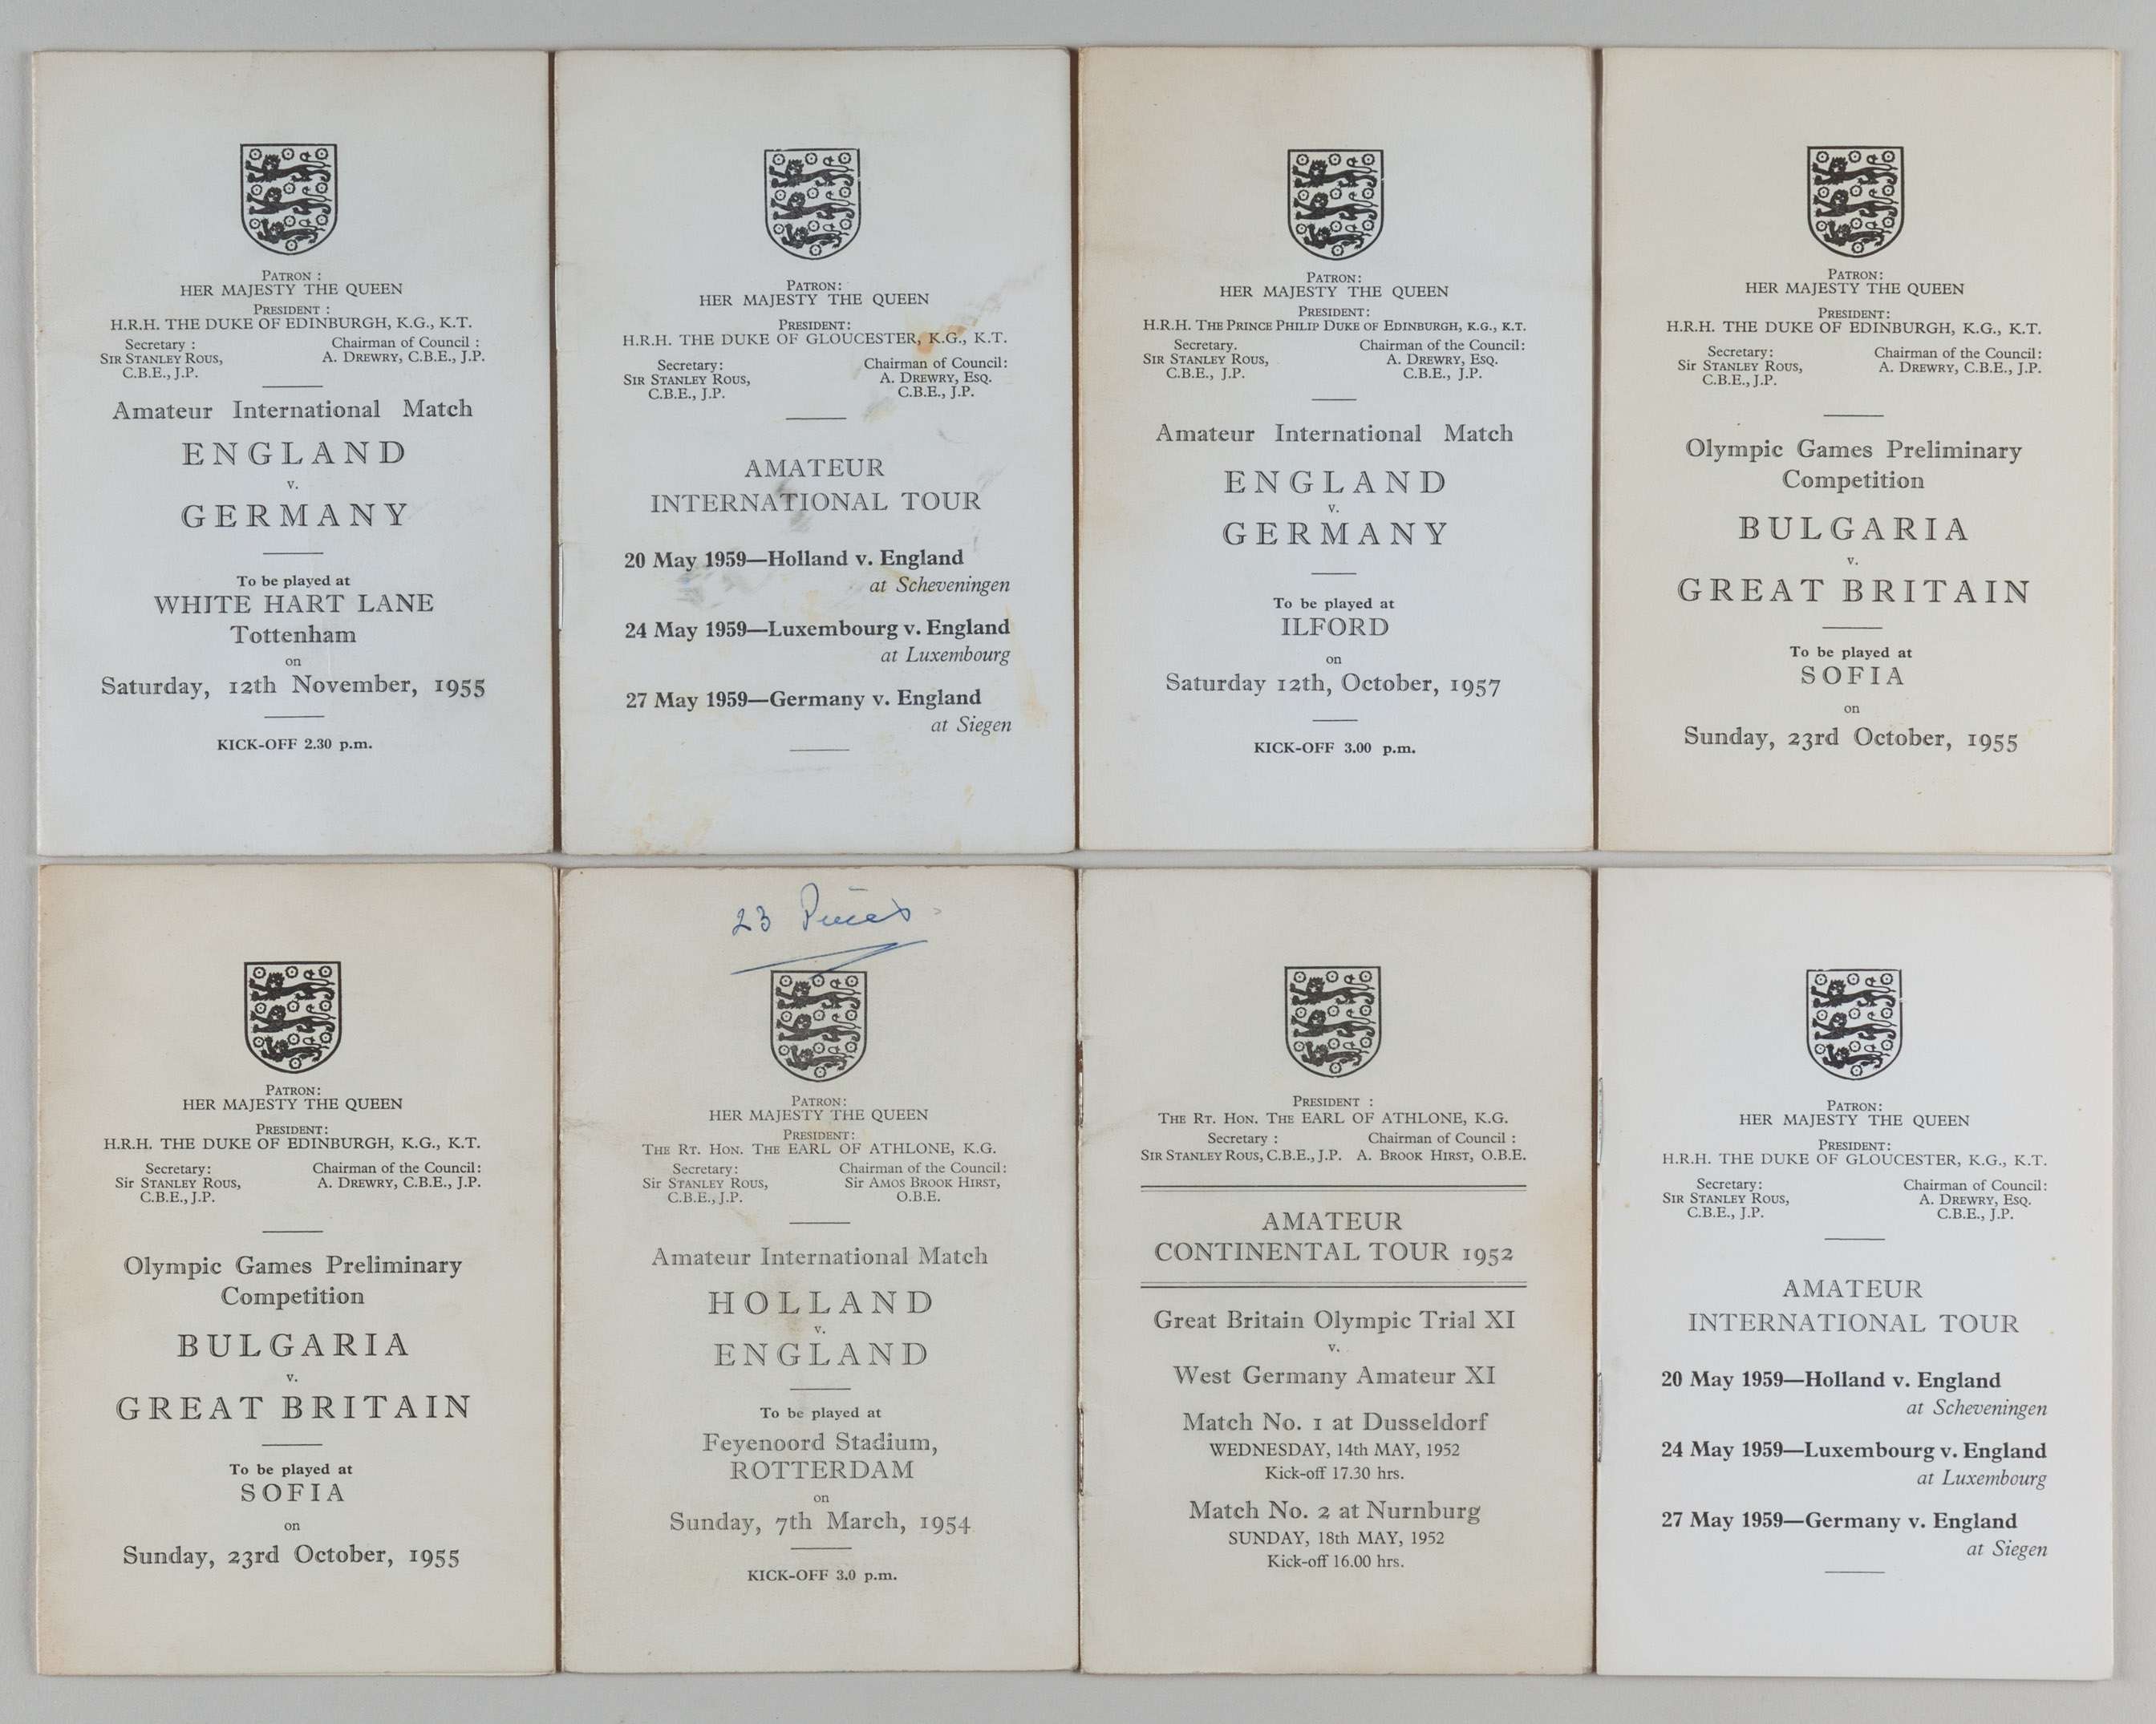 PATRON :
HER MAJESTY THE QUEEN
PRESIDENT :
H.R.H. THE DUKE OF EDINBURGH, K.G., K.T.
Secretary :
SIR STANLEY ROUS,
C.B.E., J.P.
Chairman of Council :
A. DREWRY, C.B.E., J.P.
Amateur International Match
ENGLAND
v.
GERMANY
To be played at
WHITE HART LANE
Tottenham
on
Saturday, 12th November, 1955
KICK-OFF 2.30 p.m.
PATRON:
HER MAJESTY THE QUEEN
PRESIDENT:
H.R.H. THE DUKE OF GLOUCESTER, K.G., K.T.
Secretary:
SIR STANLEY ROUS,
C.B.E., J.P.
Chairman of Council:
A. DREWRY, ESQ.
C.B.E., J.P.
AMATEUR
INTERNATIONAL TOUR
20 May 1959—Holland v. England
at Scheveningen
24 May 1959—Luxembourg v. England
at Luxembourg
27 May 1959—Germany v. England
at Siegen
PATRON:
HER MAJESTY THE QUEEN
PRESIDENT:
H.R.H. THE PRINCE PHILIP DUKE OF EDINBURGH, K.G., K.T.
Secretary.
SIR STANLEY ROUS,
C.B.E., J.P.
Chairman of the Council:
A. DREWRY, ESQ.
C.B.E., J.P.
Amateur International Match
ENGLAND
v.
GERMANY
To be played at
ILFORD
on
Saturday 12th, October, 1957
KICK-OFF 3.00 p.m.
PATRON:
HER MAJESTY THE QUEEN
PRESIDENT:
H.R.H. THE DUKE OF EDINBURGH, K.G., K.T.
Secretary:
Sir STANLEY ROUS,
C.B.E., J.P.
Chairman of the Council:
A. DREWRY, C.B.E., J.P.
Olympic Games Preliminary
Competition
BULGARIA
v.
GREAT BRITAIN
To be played at
SOFIA
on
Sunday, 23rd October, 1955
PATRON:
HER MAJESTY THE QUEEN
PRESIDENT:
H.R.H. THE DUKE OF EDINBURGH, K.G., K.T.
Secretary:
Sir STANLEY ROUS,
C.B.E., J.P.
Chairman of the Council:
A. DREWRY, C.B.E., J.P.
Olympic Games Preliminary
Competition
BULGARIA
v.
GREAT BRITAIN
To be played at
SOFIA
on
Sunday, 23rd October, 1955
23
PATRON:
HER MAJESTY THE QUEEN
PRESIDENT:
THE RT. HON. THE EARL OF ATHLONE, K.G.
Secretary:
Sir STANLEY ROUS,
C.B.E., J.P.
Chairman of the Council:
Sir AMOS BROOK HIRST,
O.B.E.
Amateur International Match
HOLLAND
v.
ENGLAND
To be played at
Feyenoord Stadium,
ROTTERDAM
on
Sunday, 7th March, 1954
KICK-OFF 3.0 p.m.
PRESIDENT :
THE RT. HON. THE EARL OF ATHLONE, K.G.
Secretary :
SIR STANLEY ROUS, C.B.E., J.P.
Chairman of Council :
A. BROOK HIRST, O.B.E.
AMATEUR
CONTINENTAL TOUR 1952
Great Britain Olympic Trial XI
v.
West Germany Amateur XI
Match No. 1 at Dusseldorf
WEDNESDAY, 14th MAY, 1952
Kick-off 17.30 hrs.
Match No. 2 at Nurnburg
SUNDAY, 18th MAY, 1952
Kick-off 16.00 hrs.
PATRON:
HER MAJESTY THE QUEEN
PRESIDENT:
H.R.H. THE DUKE OF GLOUCESTER, K.G., K.T.
Secretary:
SIR STANLEY ROUS,
C.B.E., J.P.
Chairman of Council:
A. DREWRY, ESQ.
C.B.E., J.P.
AMATEUR
INTERNATIONAL TOUR
20 May 1959—Holland v. England
at Scheveningen
24 May 1959—Luxembourg v. England
at Luxembourg
27 May 1959—Germany v. England
at Siegen